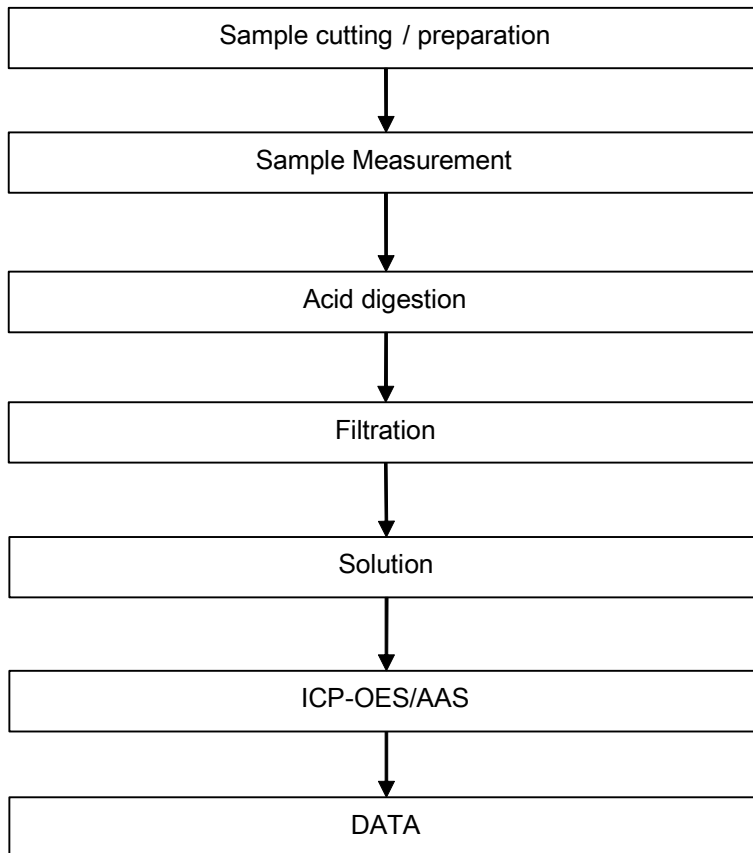 Sample cutting / preparation
Sample Measurement
Acid digestion
Filtration
Solution
ICP-OES/AAS
DATA